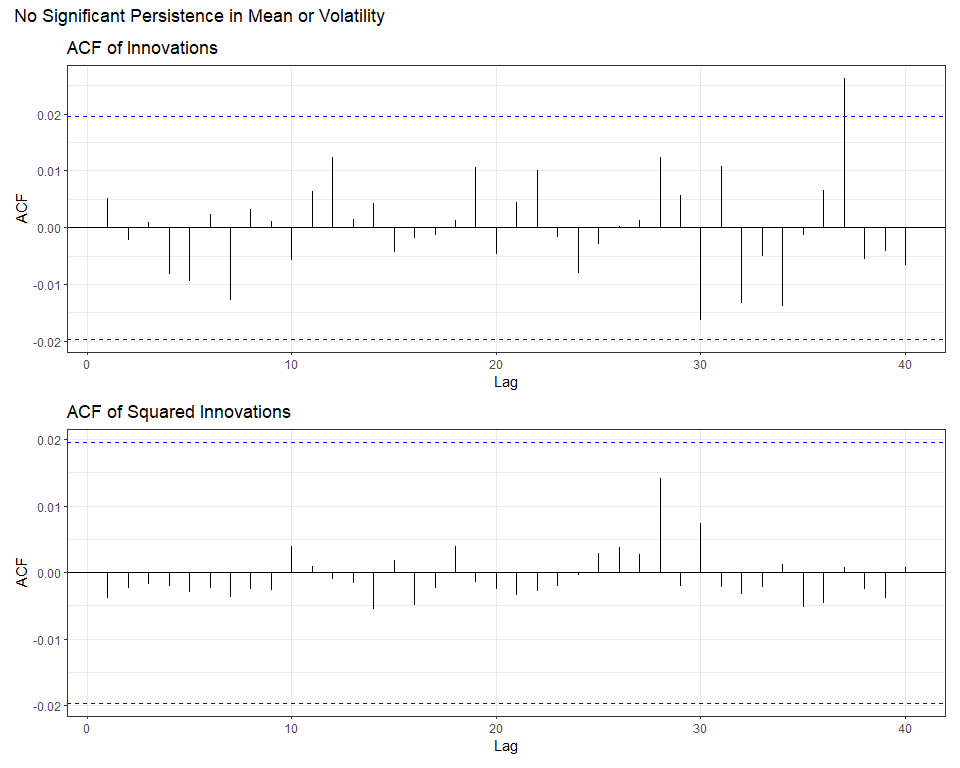 No Significant Persistence in Mean or Volatility
ACF of Innovations
0.02
0.01
0.00
-0.01
-0.02
ACF
0 10 20 30 40
Lag
ACF of Squared Innovations
0.02
0.01
0.00
-0.01
-0.02
ACF
0 10 20 30 40
Lag